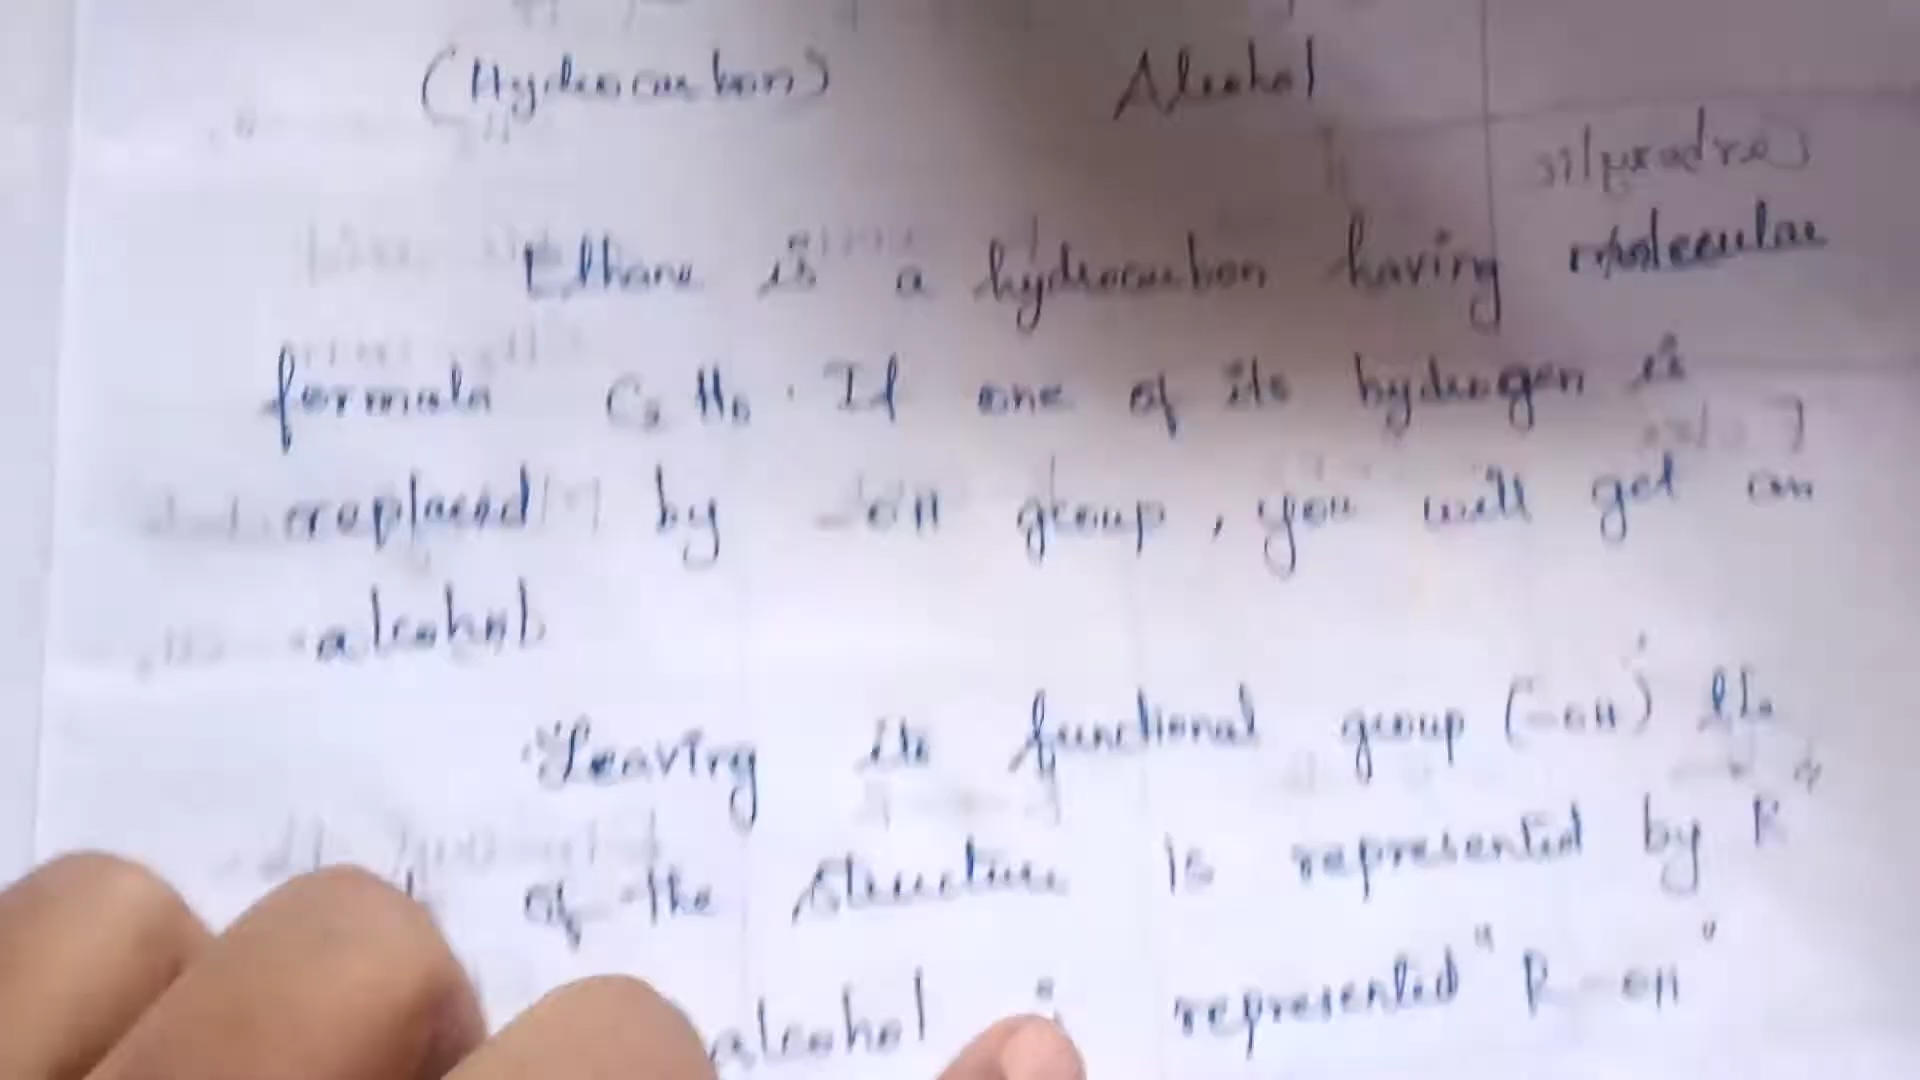 (Hydrocarbon) Alcohol
Ethane is a hydrocarbon having molecular
formula C₂ H₆. If one of its hydrogen is
replaced by -OH group, you will get an
alcohol.
Leaving its functional group (-OH) the
of the structure is represented by R
alcohol is represented "R-OH"